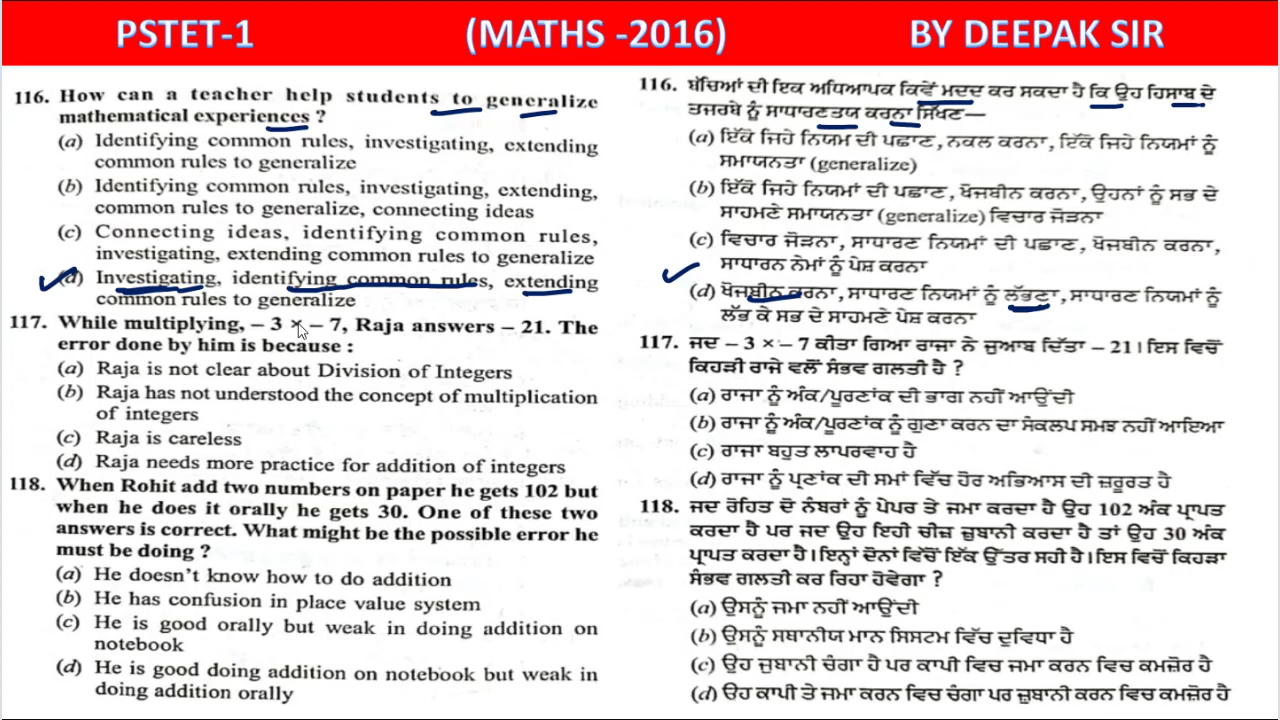 PSTET-1 (MATHS -2016) BY DEEPAK SIR
116. How can a teacher help students to generalize
mathematical experiences ?
(a) Identifying common rules, investigating, extending
common rules to generalize
(b) Identifying common rules, investigating, extending,
common rules to generalize, connecting ideas
(c) Connecting ideas, identifying common rules,
investigating, extending common rules to generalize
(d) Investigating, identifying common rules, extending
common rules to generalize
117. While multiplying, – 3 × – 7, Raja answers – 21. The
error done by him is because :
(a) Raja is not clear about Division of Integers
(b) Raja has not understood the concept of multiplication
of integers
(c) Raja is careless
(d) Raja needs more practice for addition of integers
118. When Rohit add two numbers on paper he gets 102 but
when he does it orally he gets 30. One of these two
answers is correct. What might be the possible error he
must be doing ?
(a) He doesn't know how to do addition
(b) He has confusion in place value system
(c) He is good orally but weak in doing addition on
notebook
(d) He is good doing addition on notebook but weak in
doing addition orally
116. ਬੱਚਿਆਂ ਦੀ ਇਕ ਅਧਿਆਪਕ ਕਿਵੇਂ ਮਦਦ ਕਰ ਸਕਦਾ ਹੈ ਕਿ ਉਹ ਹਿਸਾਬ ਦੇ
ਤਜਰਬੇ ਨੂੰ ਸਾਧਾਰਣਤਯ ਕਰਨਾ ਸਿੱਖਣ—
(a) ਇੱਕੋ ਜਿਹੇ ਨਿਯਮ ਦੀ ਪਛਾਣ, ਨਕਲ ਕਰਨਾ, ਇੱਕੋ ਜਿਹੇ ਨਿਯਮਾਂ ਨੂੰ
ਸਮਾਯਨਤਾ (generalize)
(b) ਇੱਕੋ ਜਿਹੇ ਨਿਯਮਾਂ ਦੀ ਪਛਾਣ, ਖੋਜਬੀਨ ਕਰਨਾ, ਉਹਨਾਂ ਨੂੰ ਸਭ ਦੇ
ਸਾਹਮਣੇ ਸਮਾਯਨਤਾ (generalize) ਵਿਚਾਰ ਜੋੜਨਾ
(c) ਵਿਚਾਰ ਜੋੜਨਾ, ਸਾਧਾਰਣ ਨਿਯਮਾਂ ਦੀ ਪਛਾਣ, ਖੋਜਬੀਨ ਕਰਨਾ,
ਸਾਧਾਰਨ ਨੇਮਾਂ ਨੂੰ ਪੇਸ਼ ਕਰਨਾ
(d) ਖੋਜਬੀਨ ਕਰਨਾ, ਸਾਧਾਰਣ ਨਿਯਮਾਂ ਨੂੰ ਲੱਭਣਾ, ਸਾਧਾਰਣ ਨਿਯਮਾਂ ਨੂੰ
ਲੱਭ ਕੇ ਸਭ ਦੇ ਸਾਹਮਣੇ ਪੇਸ਼ ਕਰਨਾ
117. ਜਦ – 3 × – 7 ਕੀਤਾ ਗਿਆ ਰਾਜਾ ਨੇ ਜੁਆਬ ਦਿੱਤਾ – 21। ਇਸ ਵਿਚੋਂ
ਕਿਹੜੀ ਰਾਜੇ ਵਲੋਂ ਸੰਭਵ ਗਲਤੀ ਹੈ ?
(a) ਰਾਜਾ ਨੂੰ ਅੰਕ/ਪੂਰਣਾਂਕ ਦੀ ਭਾਗ ਨਹੀਂ ਆਉਂਦੀ
(b) ਰਾਜਾ ਨੂੰ ਅੰਕ/ਪੂਰਣਾਂਕ ਨੂੰ ਗੁਣਾ ਕਰਨ ਦਾ ਸੰਕਲਪ ਸਮਝ ਨਹੀਂ ਆਇਆ
(c) ਰਾਜਾ ਬਹੁਤ ਲਾਪਰਵਾਹ ਹੈ
(d) ਰਾਜਾ ਨੂੰ ਪ੍ਰਣਾਂਕ ਦੀ ਸਮਾਂ ਵਿੱਚ ਹੋਰ ਅਭਿਆਸ ਦੀ ਜ਼ਰੂਰਤ ਹੈ
118. ਜਦ ਰੋਹਿਤ ਦੋ ਨੰਬਰਾਂ ਨੂੰ ਪੇਪਰ ਤੇ ਜਮਾ ਕਰਦਾ ਹੈ ਉਹ 102 ਅੰਕ ਪ੍ਰਾਪਤ
ਕਰਦਾ ਹੈ ਪਰ ਜਦ ਉਹ ਇਹੀ ਚੀਜ਼ ਜ਼ੁਬਾਨੀ ਕਰਦਾ ਹੈ ਤਾਂ ਉਹ 30 ਅੰਕ
ਪ੍ਰਾਪਤ ਕਰਦਾ ਹੈ। ਇਨ੍ਹਾਂ ਦੋਨਾਂ ਵਿੱਚੋਂ ਇੱਕ ਉੱਤਰ ਸਹੀ ਹੈ। ਇਸ ਵਿਚੋਂ ਕਿਹੜਾ
ਸੰਭਵ ਗਲਤੀ ਕਰ ਰਿਹਾ ਹੋਵੇਗਾ ?
(a) ਉਸਨੂੰ ਜਮਾ ਨਹੀਂ ਆਉਂਦੀ
(b) ਉਸਨੂੰ ਸਥਾਨੀਯ ਮਾਨ ਸਿਸਟਮ ਵਿੱਚ ਦੁਵਿਧਾ ਹੈ
(c) ਉਹ ਜੁਬਾਨੀ ਚੰਗਾ ਹੈ ਪਰ ਕਾਪੀ ਵਿਚ ਜਮਾ ਕਰਨ ਵਿਚ ਕਮਜ਼ੋਰ ਹੈ
(d) ਉਹ ਕਾਪੀ ਤੇ ਜਮਾ ਕਰਨ ਵਿਚ ਚੰਗਾ ਪਰ ਜ਼ੁਬਾਨੀ ਕਰਨ ਵਿਚ ਕਮਜ਼ੋਰ ਹੈ